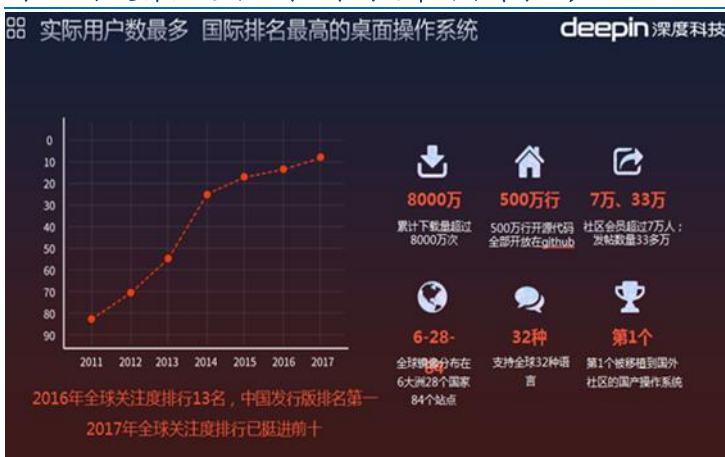 实际用户数最多 国际排名最高的桌面操作系统
deepin深度科技
0
10
20
30
40
50
60
70
80
90
2011 2012 2013 2014 2015 2016 2017
2016年全球关注度排行13名，中国发行版排名第一
2017年全球关注度排行已挺进前十
8000万
累计下载量超过
8000万次
500万行
500万行开源代码
全部开放在github
7万、33万
社区会员超过7万人；
发帖数量33多万
6-28-
84
全球镜像分布在
6大洲28个国家
84个站点
32种
支持全球32种语
言
第1个
第1个被移植到国外
社区的国产操作系统